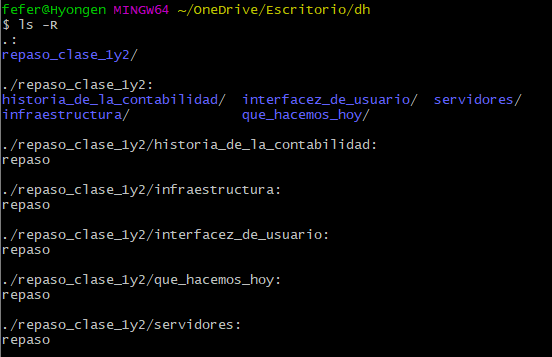 fefer@Hyongen MINGW64 ~/OneDrive/Escritorio/dh
$ ls -R
.:
repaso_clase_1y2/
./repaso_clase_1y2:
historia_de_la_contabilidad/  interfacez_de_usuario/  servidores/
infraestructura/              que_hacemos_hoy/
./repaso_clase_1y2/historia_de_la_contabilidad:
repaso
./repaso_clase_1y2/infraestructura:
repaso
./repaso_clase_1y2/interfacez_de_usuario:
repaso
./repaso_clase_1y2/que_hacemos_hoy:
repaso
./repaso_clase_1y2/servidores:
repaso